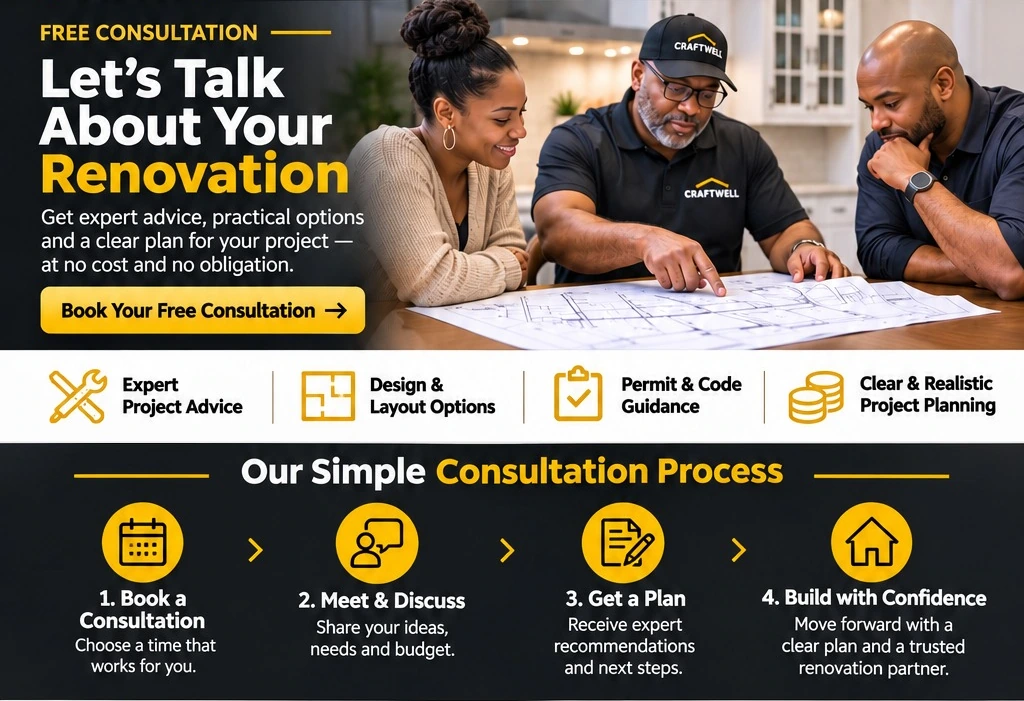 FREE CONSULTATION
Let's Talk
About Your
Renovation
Get expert advice, practical options
and a clear plan for your project —
at no cost and no obligation.
Book Your Free Consultation →
CRAFTWELL
CRAFTWELL
Expert
Project Advice
Design &
Layout Options
Permit & Code
Guidance
Clear & Realistic
Project Planning
Our Simple Consultation Process
1. Book a
Consultation
Choose a time that
works for you.
2. Meet & Discuss
Share your ideas,
needs and budget.
3. Get a Plan
Receive expert
recommendations
and next steps.
4. Build with Confidence
Move forward with a
clear plan and a trusted
renovation partner.